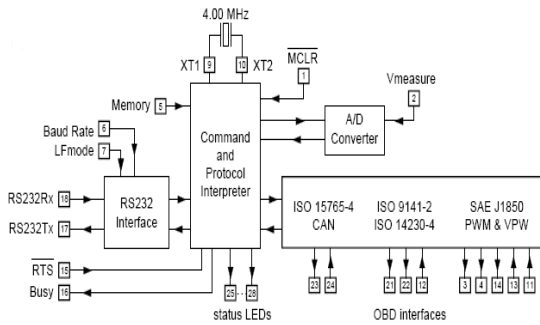 4.00 MHz
XT1 9 10 XT2
MCLR
1
Vmeasure
2
Memory 5
Baud Rate
6
LFmode
7
Command
and
Protocol
Interpreter
A/D
Converter
RS232Rx 18
RS232Tx 17
RS232
Interface
RTS 15
Busy 16
25 ... 28
status LEDs
ISO 15765-4
CAN
ISO 9141-2
ISO 14230-4
SAE J1850
PWM & VPW
23 24 21 22 12 3 4 14 13 11
OBD interfaces